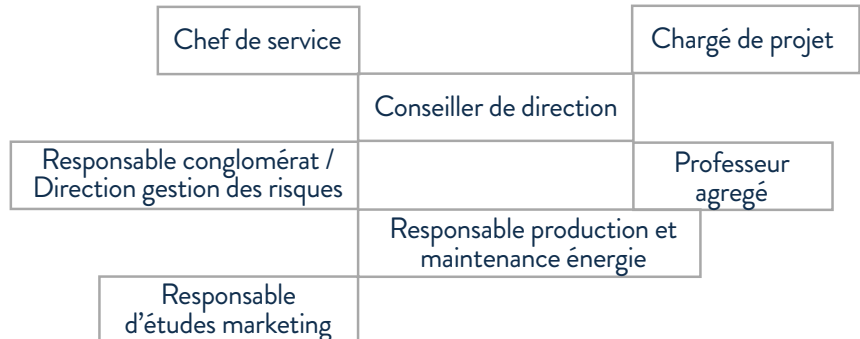 Chef de service
Chargé de projet
Conseiller de direction
Responsable conglomérat /
Direction gestion des risques
Professeur
agregé
Responsable production et
maintenance énergie
Responsable
d'études marketing